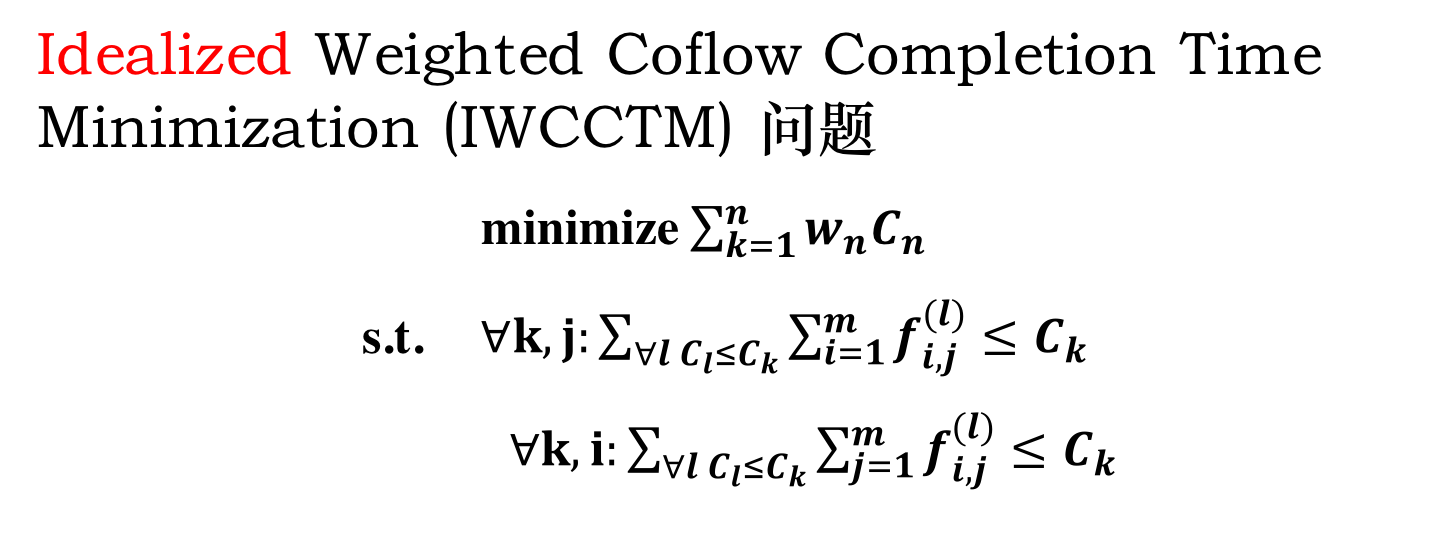 Idealized Weighted Coflow Completion Time
Minimization (IWCCTM) 问题
minimize ∑_{k=1}^{n} w_n C_n
s.t. ∀k, j: ∑_{∀l C_l≤C_k} ∑_{i=1}^{m} f_{i,j}^{(l)} ≤ C_k
∀k, i: ∑_{∀l C_l≤C_k} ∑_{j=1}^{m} f_{i,j}^{(l)} ≤ C_k